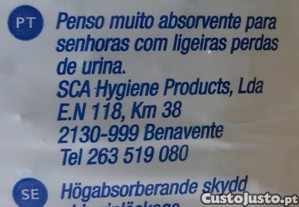 PT
Penso muito absorvente para
senhoras com ligeiras perdas
de urina.
SCA Hygiene Products, Lda
E.N 118, Km 38
2130-999 Benavente
Tel 263 519 080
SE
Högabsorberande skydd
CustoJusto.pt